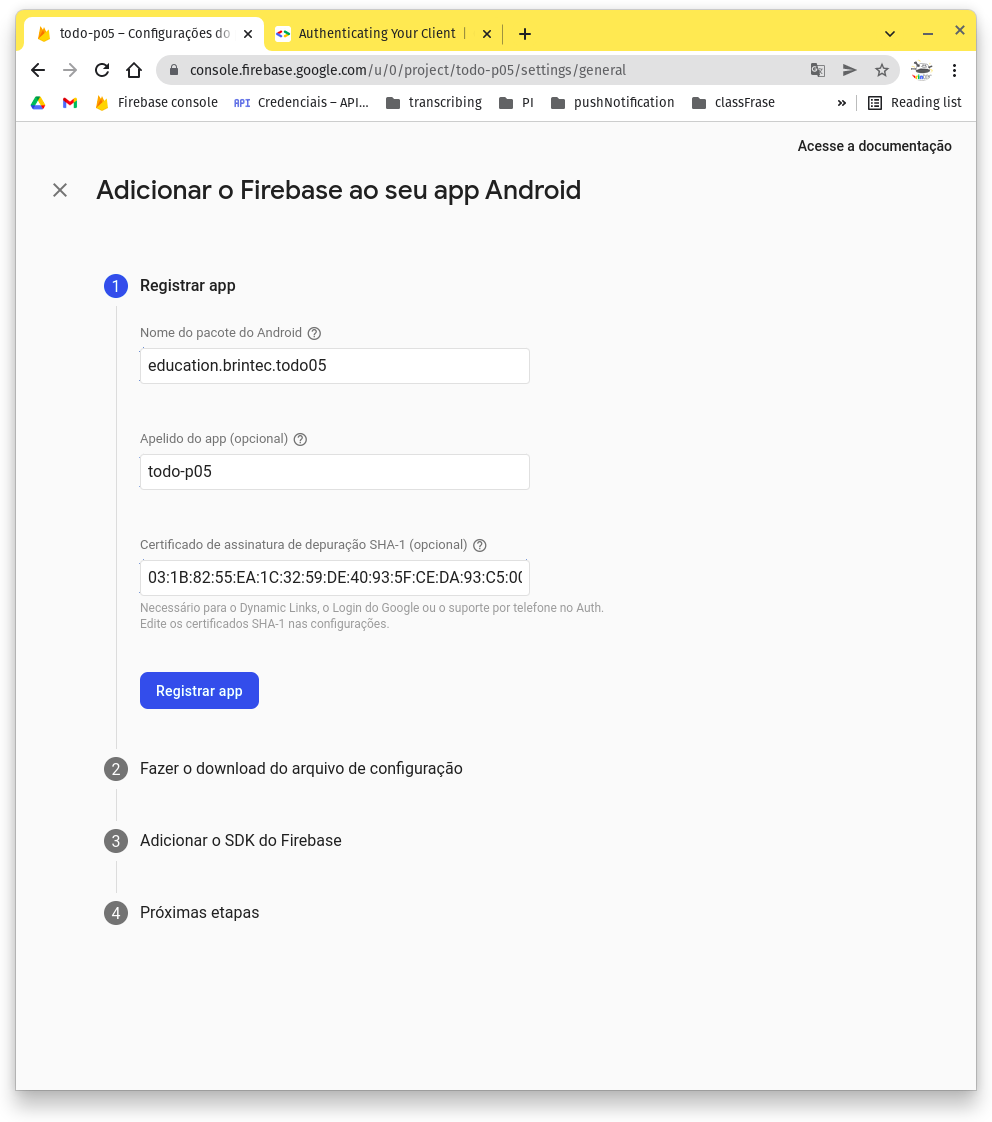 todo-p05 – Configurações do
Authenticating Your Client |
console.firebase.google.com/u/0/project/todo-p05/settings/general
Firebase console
API Credenciais – API...
transcribing
PI
pushNotification
classFrase
»
Reading list
Acesse a documentação
Adicionar o Firebase ao seu app Android
1 Registrar app
Nome do pacote do Android ?
education.brintec.todo05
Apelido do app (opcional) ?
todo-p05
Certificado de assinatura de depuração SHA-1 (opcional) ?
03:1B:82:55:EA:1C:32:59:DE:40:93:5F:CE:DA:93:C5:00
Necessário para o Dynamic Links, o Login do Google ou o suporte por telefone no Auth.
Edite os certificados SHA-1 nas configurações.
Registrar app
2 Fazer o download do arquivo de configuração
3 Adicionar o SDK do Firebase
4 Próximas etapas